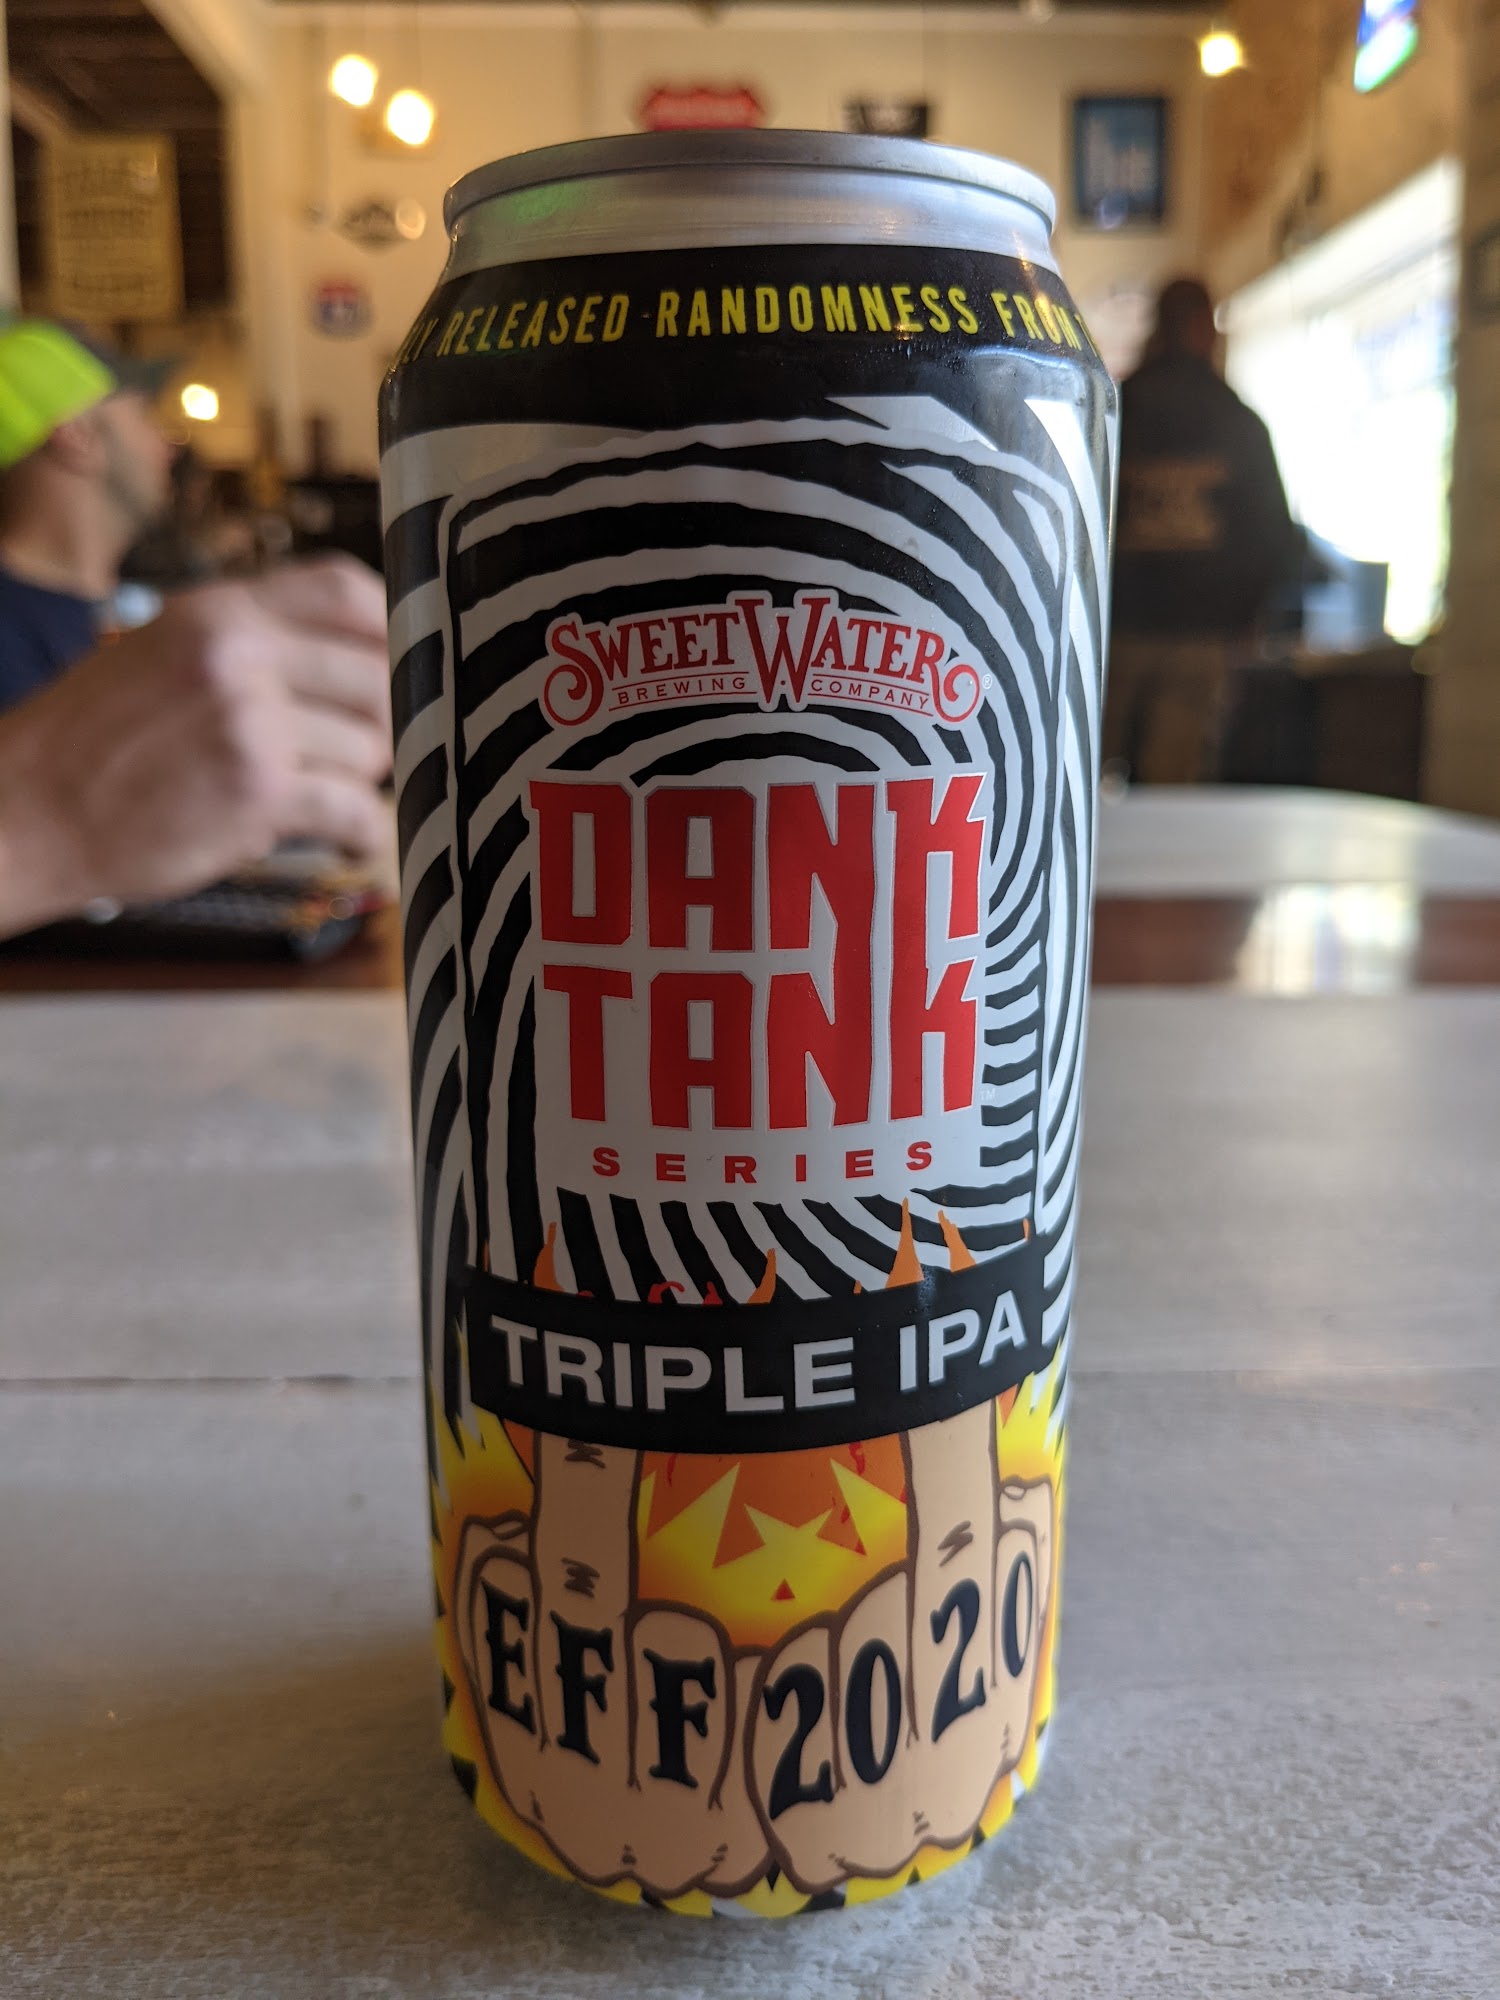 RELEASED RANDOMNESS FROM
SWEETWATER
BREWING COMPANY
DANK
TANK
SERIES
TRIPLE IPA
EFF 2020